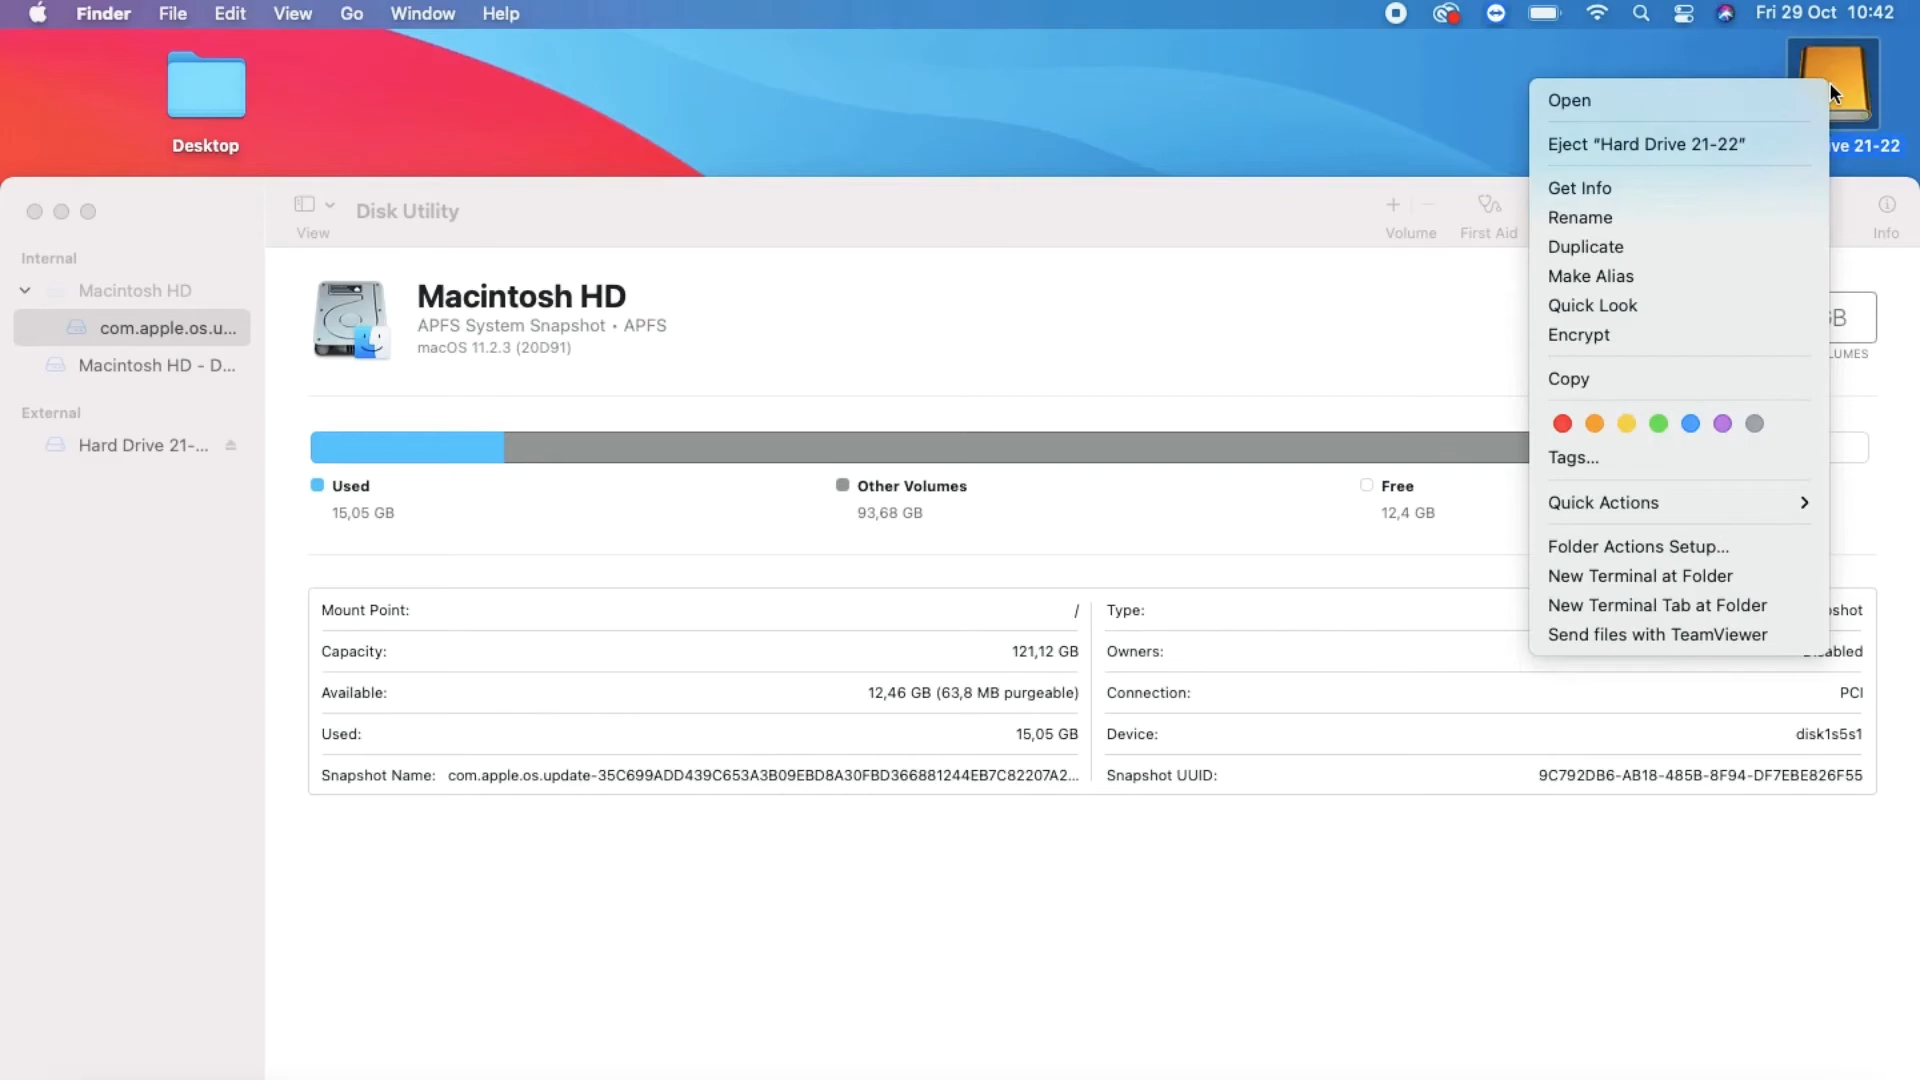 Finder File Edit View Go Window Help Fri 29 Oct 10:42
Desktop
ve 21-22
Open
Eject "Hard Drive 21-22"
Get Info
Rename
Duplicate
Make Alias
Quick Look
Encrypt
Copy
Tags...
Quick Actions
Folder Actions Setup...
New Terminal at Folder
New Terminal Tab at Folder
Send files with TeamViewer
View
Disk Utility
Volume
First Aid
Info
Internal
Macintosh HD
com.apple.os.u...
Macintosh HD - D...
External
Hard Drive 21-...
Macintosh HD
APFS System Snapshot • APFS
macOS 11.2.3 (20D91)
GB
LUMES
Used
15,05 GB
Other Volumes
93,68 GB
Free
12,4 GB
Mount Point: /
Capacity: 121,12 GB
Available: 12,46 GB (63,8 MB purgeable)
Used: 15,05 GB
Snapshot Name: com.apple.os.update-35C699ADD439C653A3B09EBD8A30FBD366881244EB7C82207A2...
Type: shot
Owners: abled
Connection: PCI
Device: disk1s5s1
Snapshot UUID: 9C792DB6-AB18-485B-8F94-DF7EBE826F55